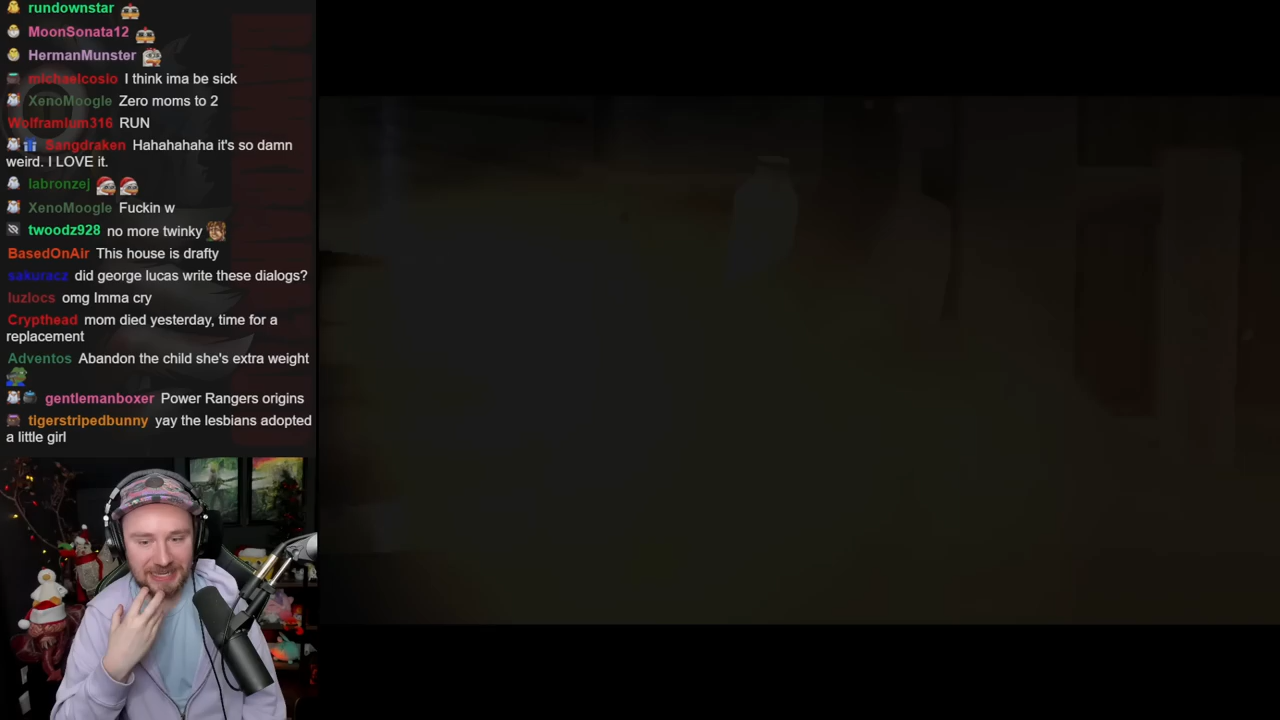 rundownstar
MoonSonata12
HermanMunster
michaelcosio I think ima be sick
XenoMoogle Zero moms to 2
Wolframium316 RUN
Sangdraken Hahahahaha it's so damn
weird. I LOVE it.
labronzej
XenoMoogle Fuckin w
twoodz928 no more twinky
BasedOnAir This house is drafty
sakuracz did george lucas write these dialogs?
luzlocs omg Imma cry
Crypthead mom died yesterday, time for a
replacement
Adventos Abandon the child she's extra weight
gentlemanboxer Power Rangers origins
tigerstripedbunny yay the lesbians adopted
a little girl